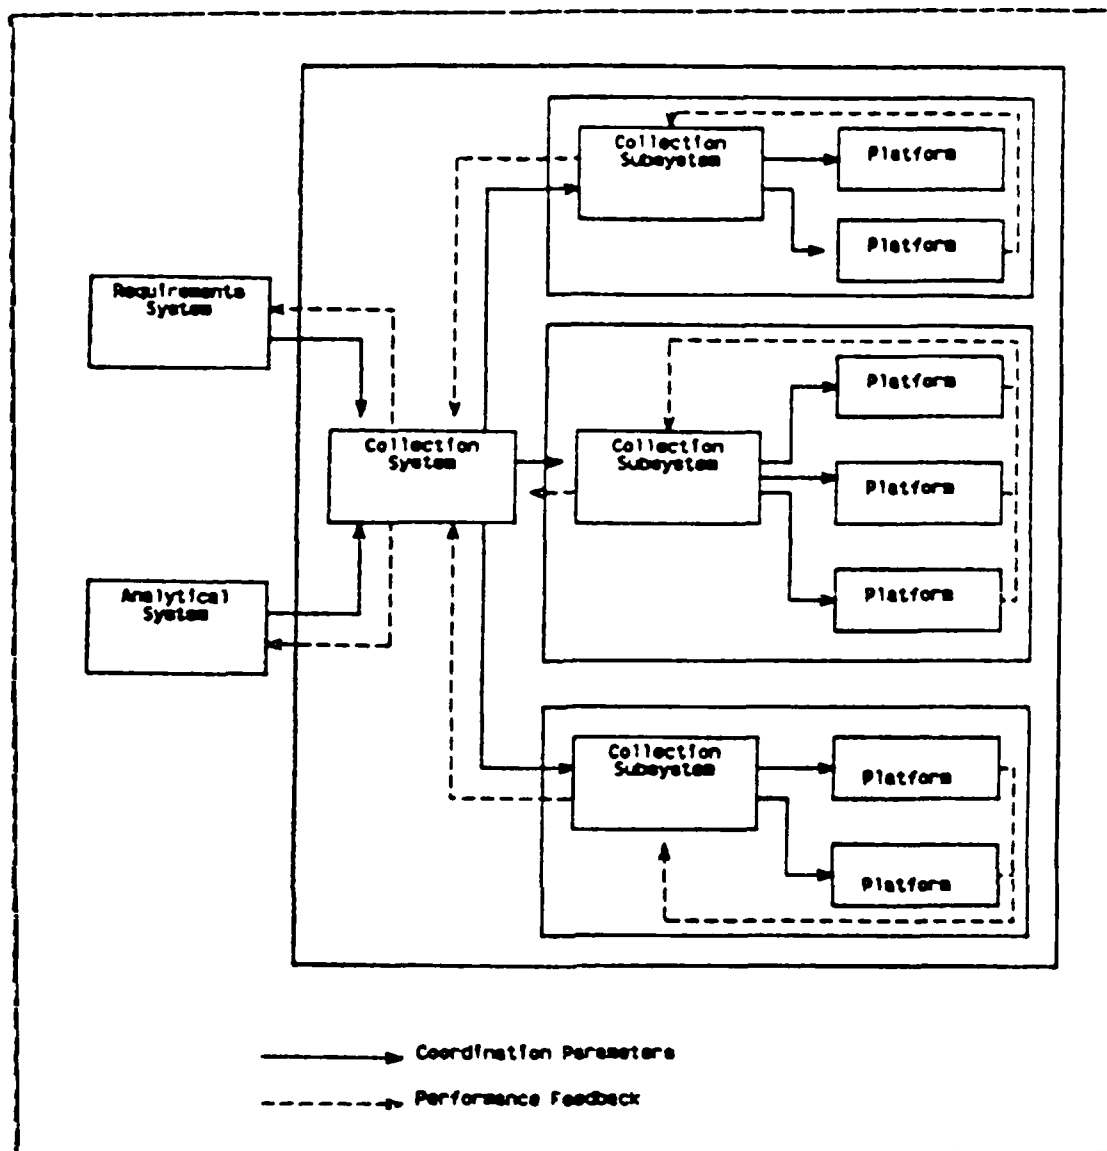 Collection
Subsystem
Platform
Platform
Requirements
System
Collection
System
Collection
Subsystem
Platform
Platform
Platform
Analytical
System
Collection
Subsystem
Platform
Platform
Coordination Parameters
Performance Feedback